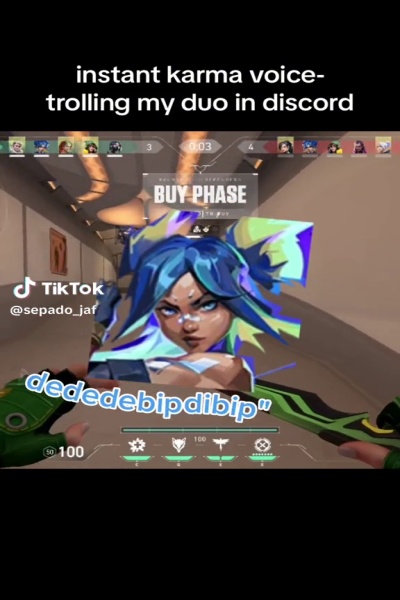 instant karma voice-
trolling my duo in discord
3
0:03
4
BUY PHASE
TikTok
@sepado_jaf
dededebipdibip"
50 100
100
C Q E X